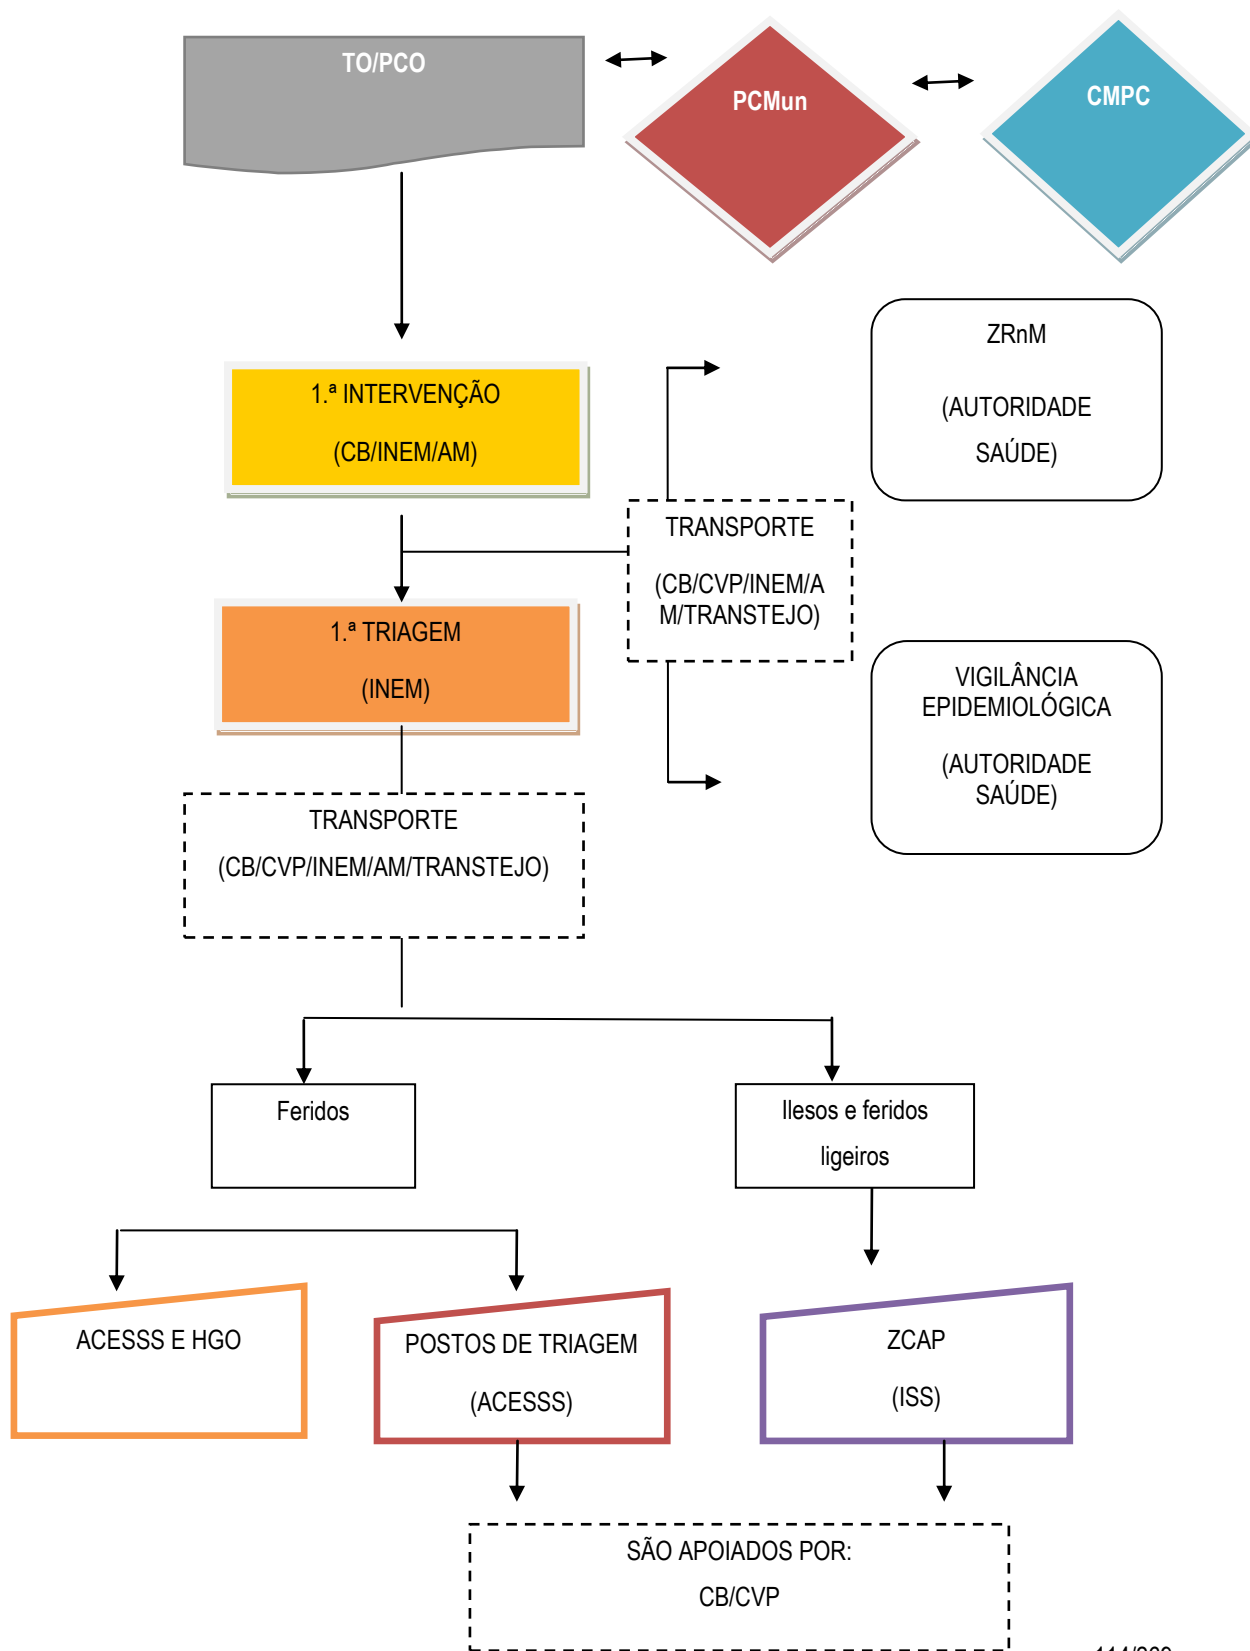 TO/PCO
PCMun
CMPC
ZRnM
(AUTORIDADE
SAÚDE)
1.ª INTERVENÇÃO
(CB/INEM/AM)
TRANSPORTE
(CB/CVP/INEM/A
M/TRANSTEJO)
1.ª TRIAGEM
(INEM)
VIGILÂNCIA
EPIDEMIOLÓGICA
(AUTORIDADE
SAÚDE)
TRANSPORTE
(CB/CVP/INEM/AM/TRANSTEJO)
Feridos
Ilesos e feridos
ligeiros
ACESSS E HGO
POSTOS DE TRIAGEM
(ACESSS)
ZCAP
(ISS)
SÃO APOIADOS POR:
CB/CVP